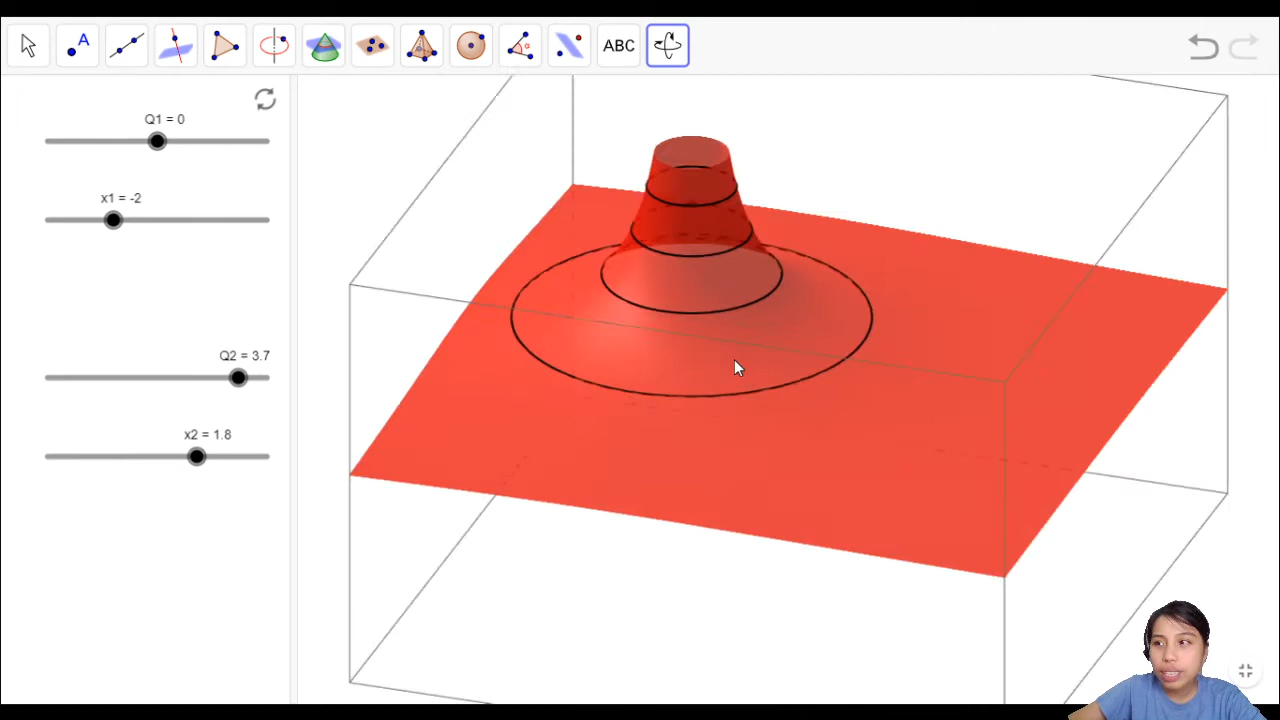 A
α
ABC
Q1 = 0
x1 = -2
Q2 = 3.7
x2 = 1.8